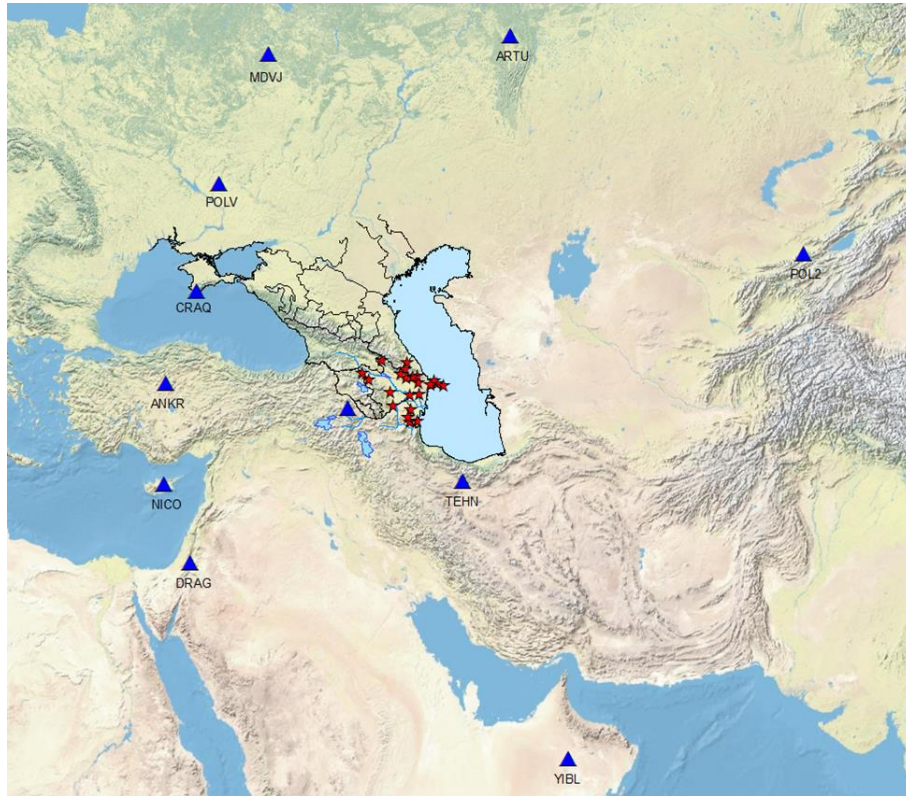 ARTU
MDVJ
POLV
POL2
CRAQ
ANKR
TEHN
NICO
DRAG
YIBL